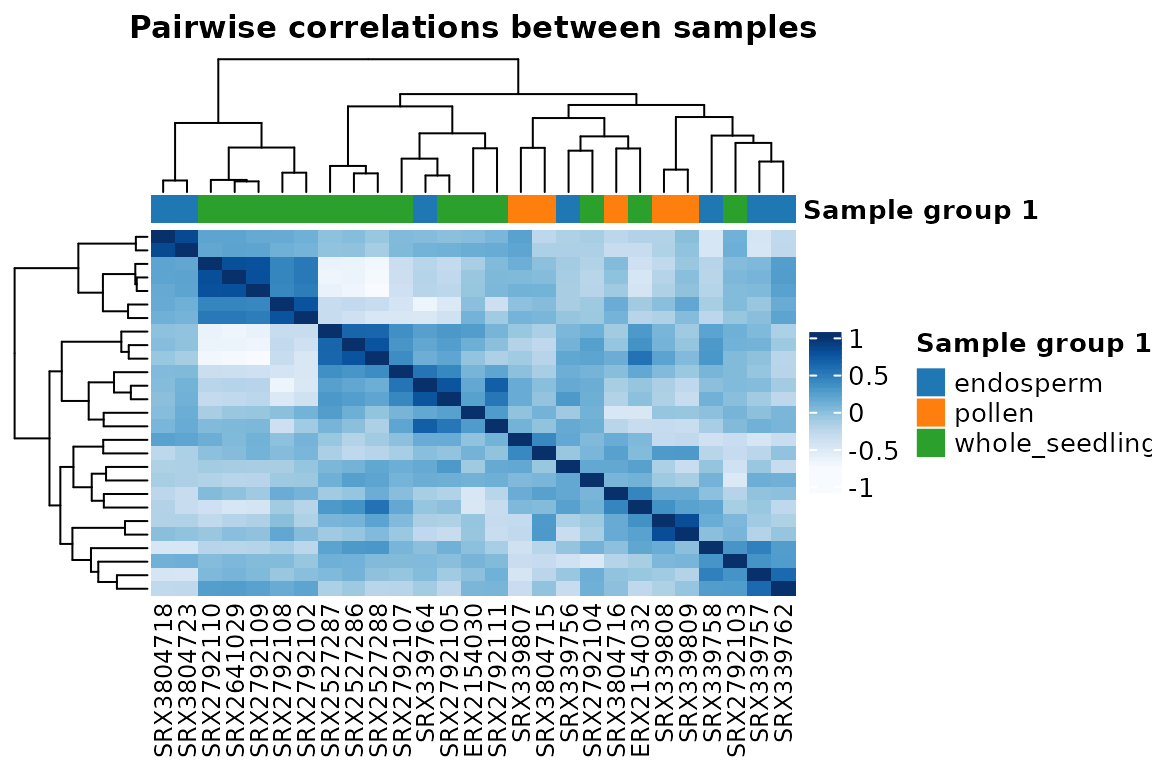 Pairwise correlations between samples
Sample group 1
1
0.5
0
-0.5
-1
Sample group 1
endosperm
pollen
whole_seedling
SRX3804718
SRX3804723
SRX2792110
SRX2641029
SRX2792109
SRX2792108
SRX2792102
SRX2527287
SRX2527286
SRX2527288
SRX2792107
SRX339764
SRX2792105
ERX2154030
SRX2792111
SRX339807
SRX3804715
SRX339756
SRX2792104
SRX3804716
ERX2154032
SRX339808
SRX339809
SRX339758
SRX2792103
SRX339757
SRX339762